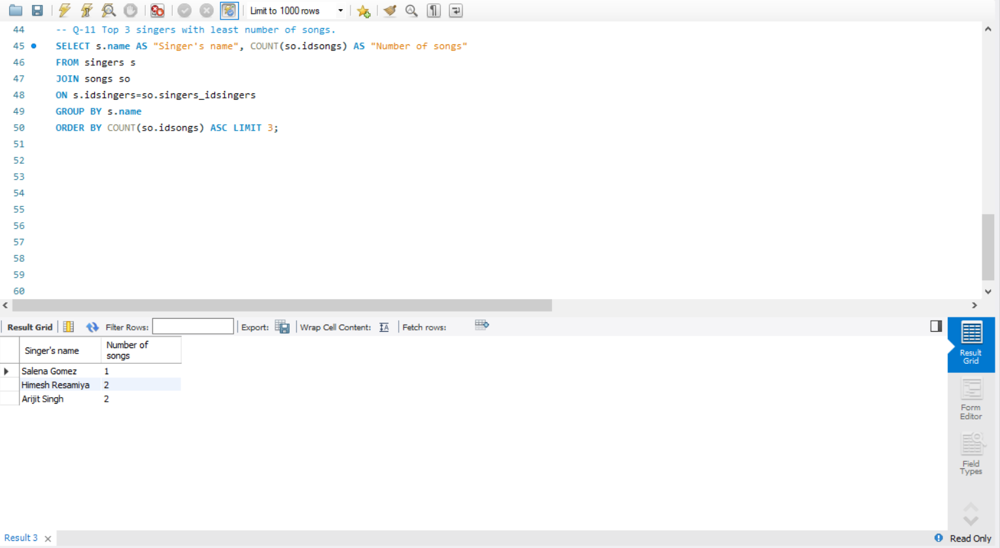 Limit to 1000 rows
44 -- Q-11 Top 3 singers with least number of songs.
45 SELECT s.name AS "Singer's name", COUNT(so.idsongs) AS "Number of songs"
46 FROM singers s
47 JOIN songs so
48 ON s.idsingers=so.singers_idsingers
49 GROUP BY s.name
50 ORDER BY COUNT(so.idsongs) ASC LIMIT 3;
51
52
53
54
55
56
57
58
59
60
Result Grid Filter Rows: Export: Wrap Cell Content: Fetch rows:
Singer's name Number of
songs
Salena Gomez 1
Himesh Resamiya 2
Arijit Singh 2
Result
Grid
Form
Editor
Field
Types
Result 3 Read Only